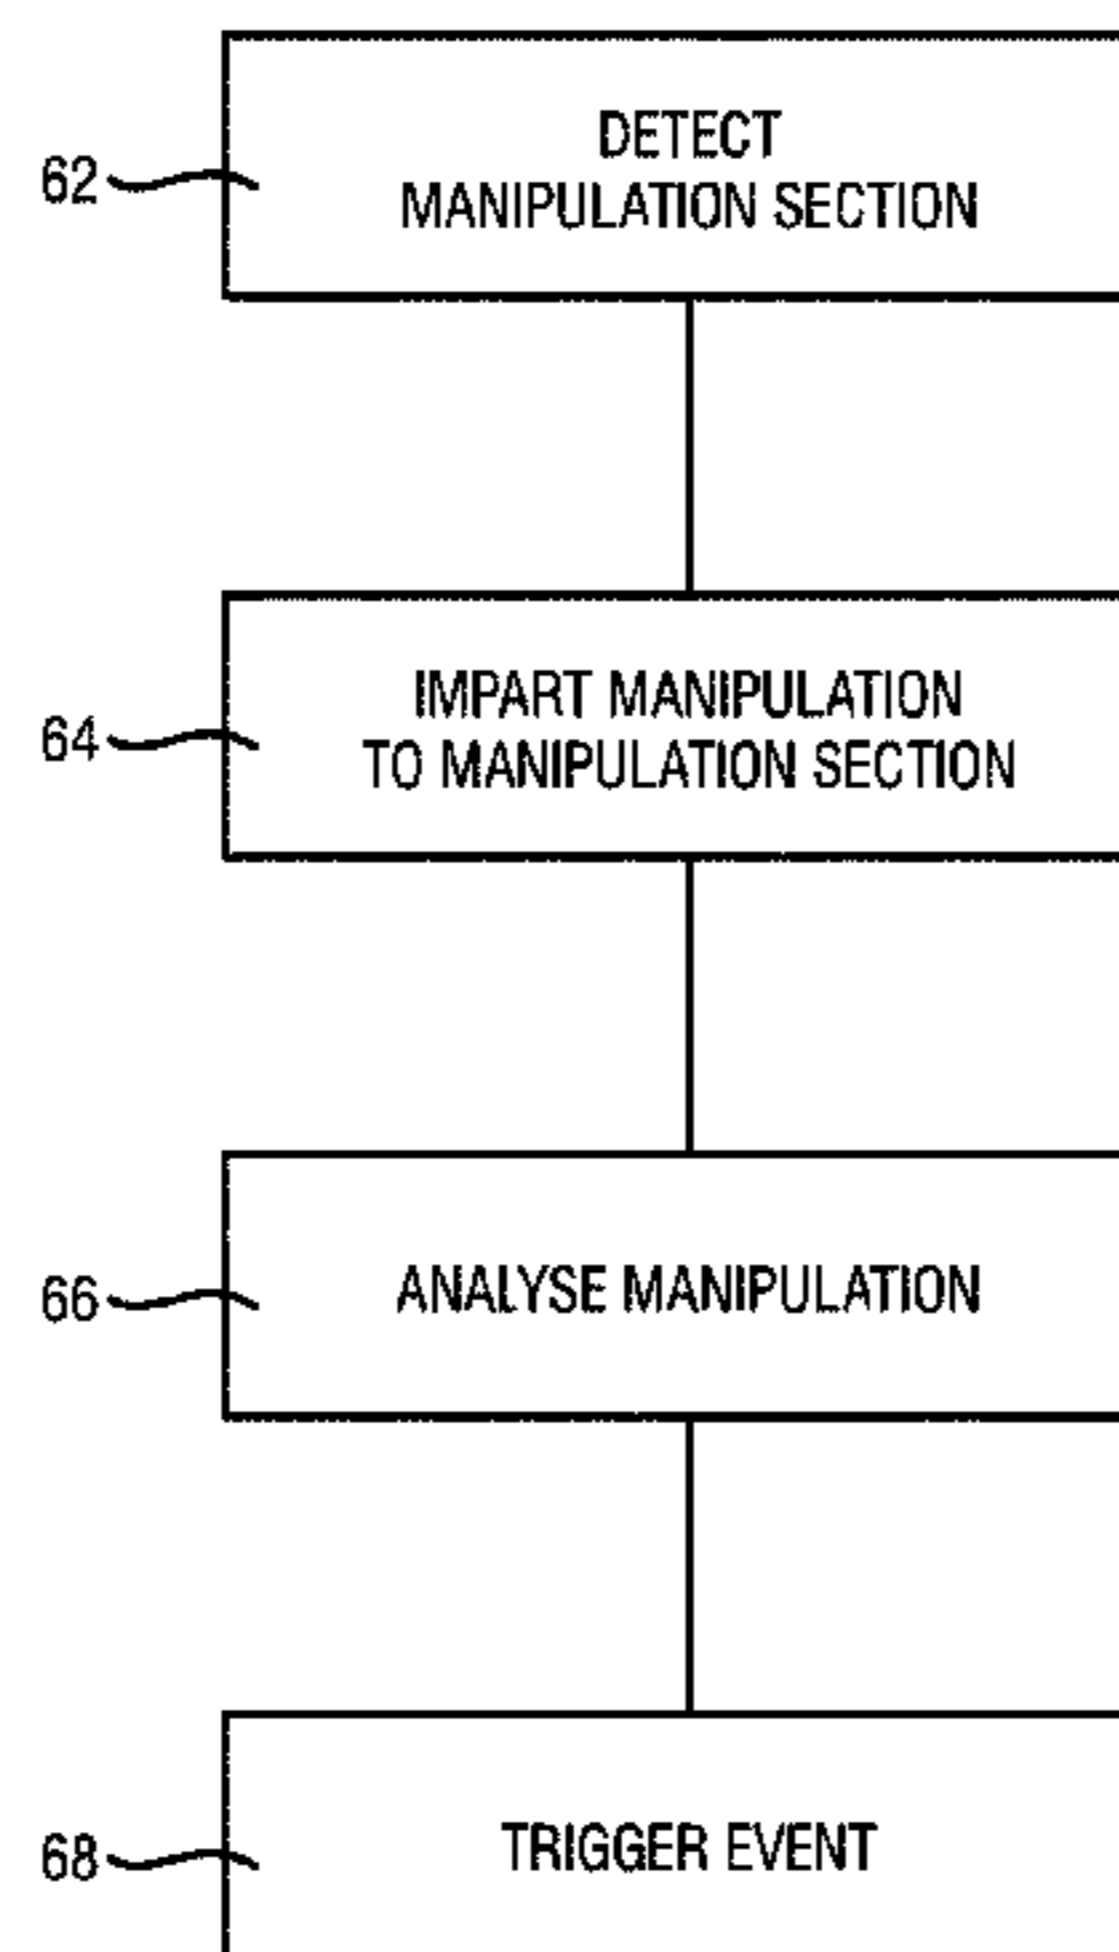 DETECT
62
MANIPULATION SECTION
IMPART MANIPULATION
64
TO MANIPULATION SECTION
66
ANALYSE MANIPULATION
68
TRIGGER EVENT